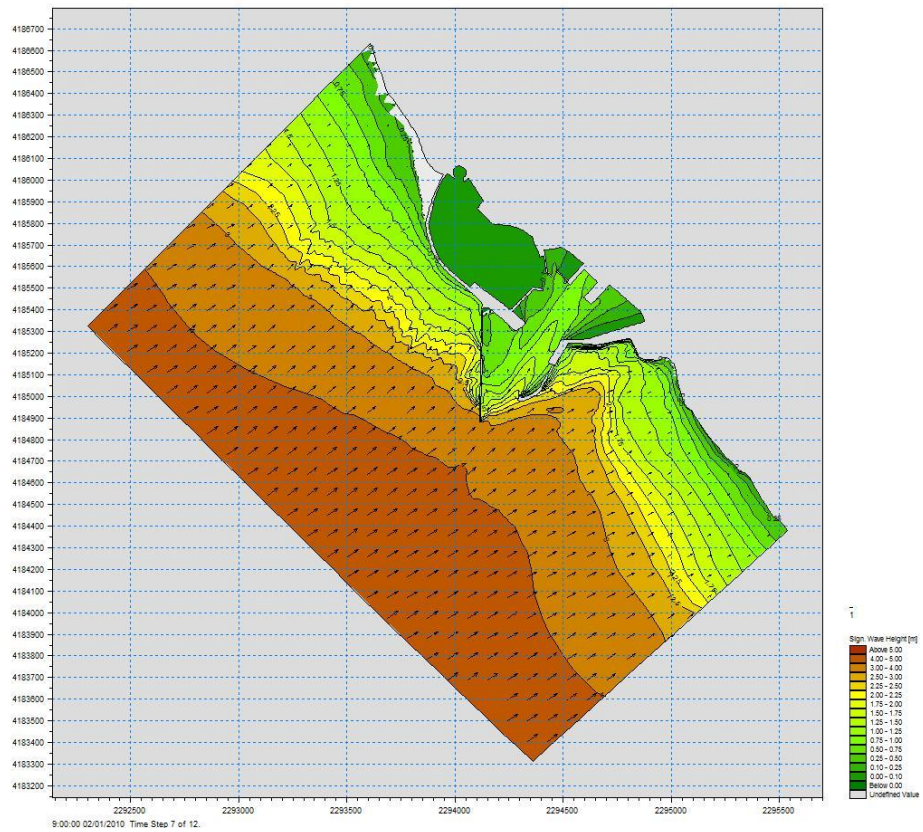 4186700
4186600
4186500
4186400
4186300
4186200
4186100
4186000
4185900
4185800
4185700
4185600
4185500
4185400
4185300
4185200
4185100
4185000
4184900
4184800
4184700
4184600
4184500
4184400
4184300
4184200
4184100
4184000
4183900
4183800
4183700
4183600
4183500
4183400
4183300
4183200
2292500 2293000 2293500 2294000 2294500 2295000 2295500
9:00:00 02/01/2010 Time Step 7 of 12.
1
Sign. Wave Height [m]
Above 5.00
4.00 - 5.00
3.00 - 4.00
2.50 - 3.00
2.25 - 2.50
2.00 - 2.25
1.75 - 2.00
1.50 - 1.75
1.25 - 1.50
1.00 - 1.25
0.75 - 1.00
0.50 - 0.75
0.25 - 0.50
0.10 - 0.25
0.00 - 0.10
Below 0.00
Undefined Value